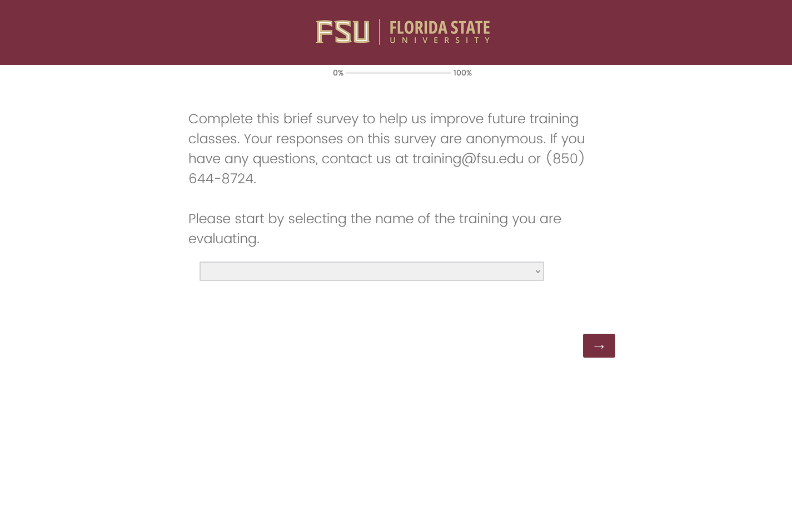 FSU
FLORIDA STATE
UNIVERSITY
0% 100%
Complete this brief survey to help us improve future training
classes. Your responses on this survey are anonymous. If you
have any questions, contact us at training@fsu.edu or (850)
644-8724.
Please start by selecting the name of the training you are
evaluating.
→